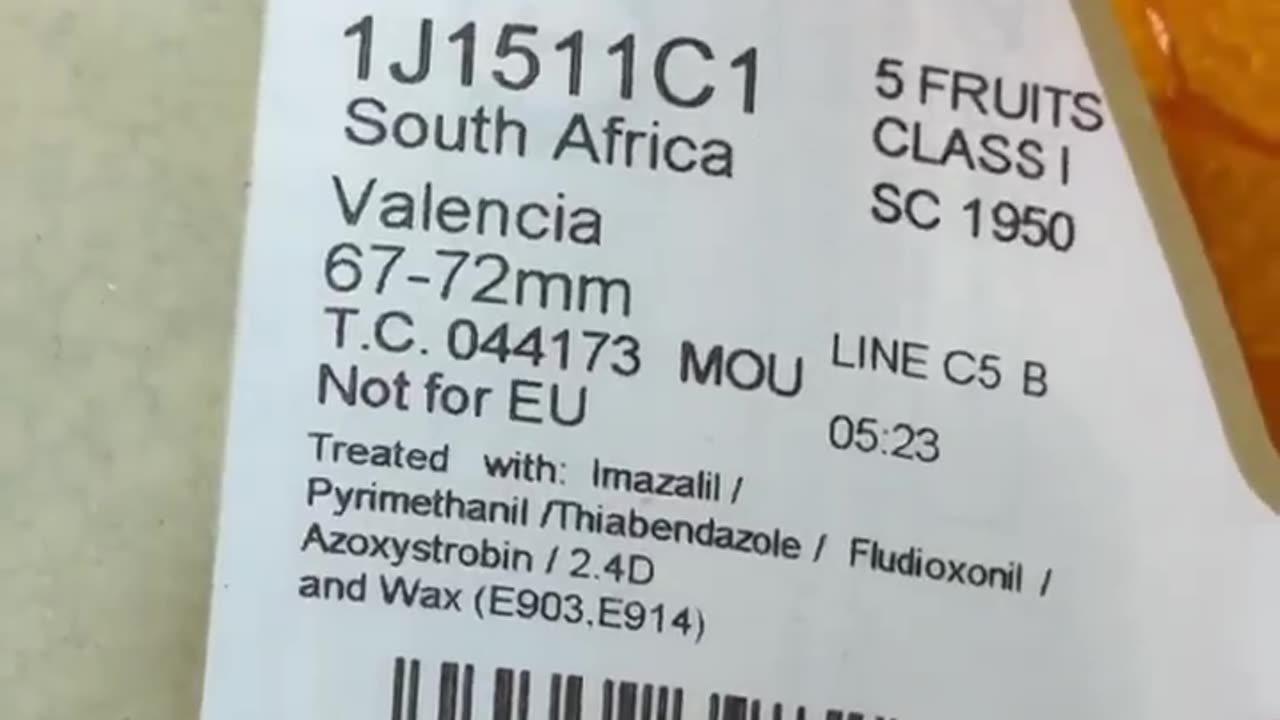 1J1511C1
South Africa
Valencia
67-72mm
T.C. 044173 MOU
Not for EU
5 FRUITS
CLASS I
SC 1950
LINE C5 B
05:23
Treated with: Imazalil /
Pyrimethanil /Thiabendazole / Fludioxonil /
Azoxystrobin / 2.4D
and Wax (E903,E914)